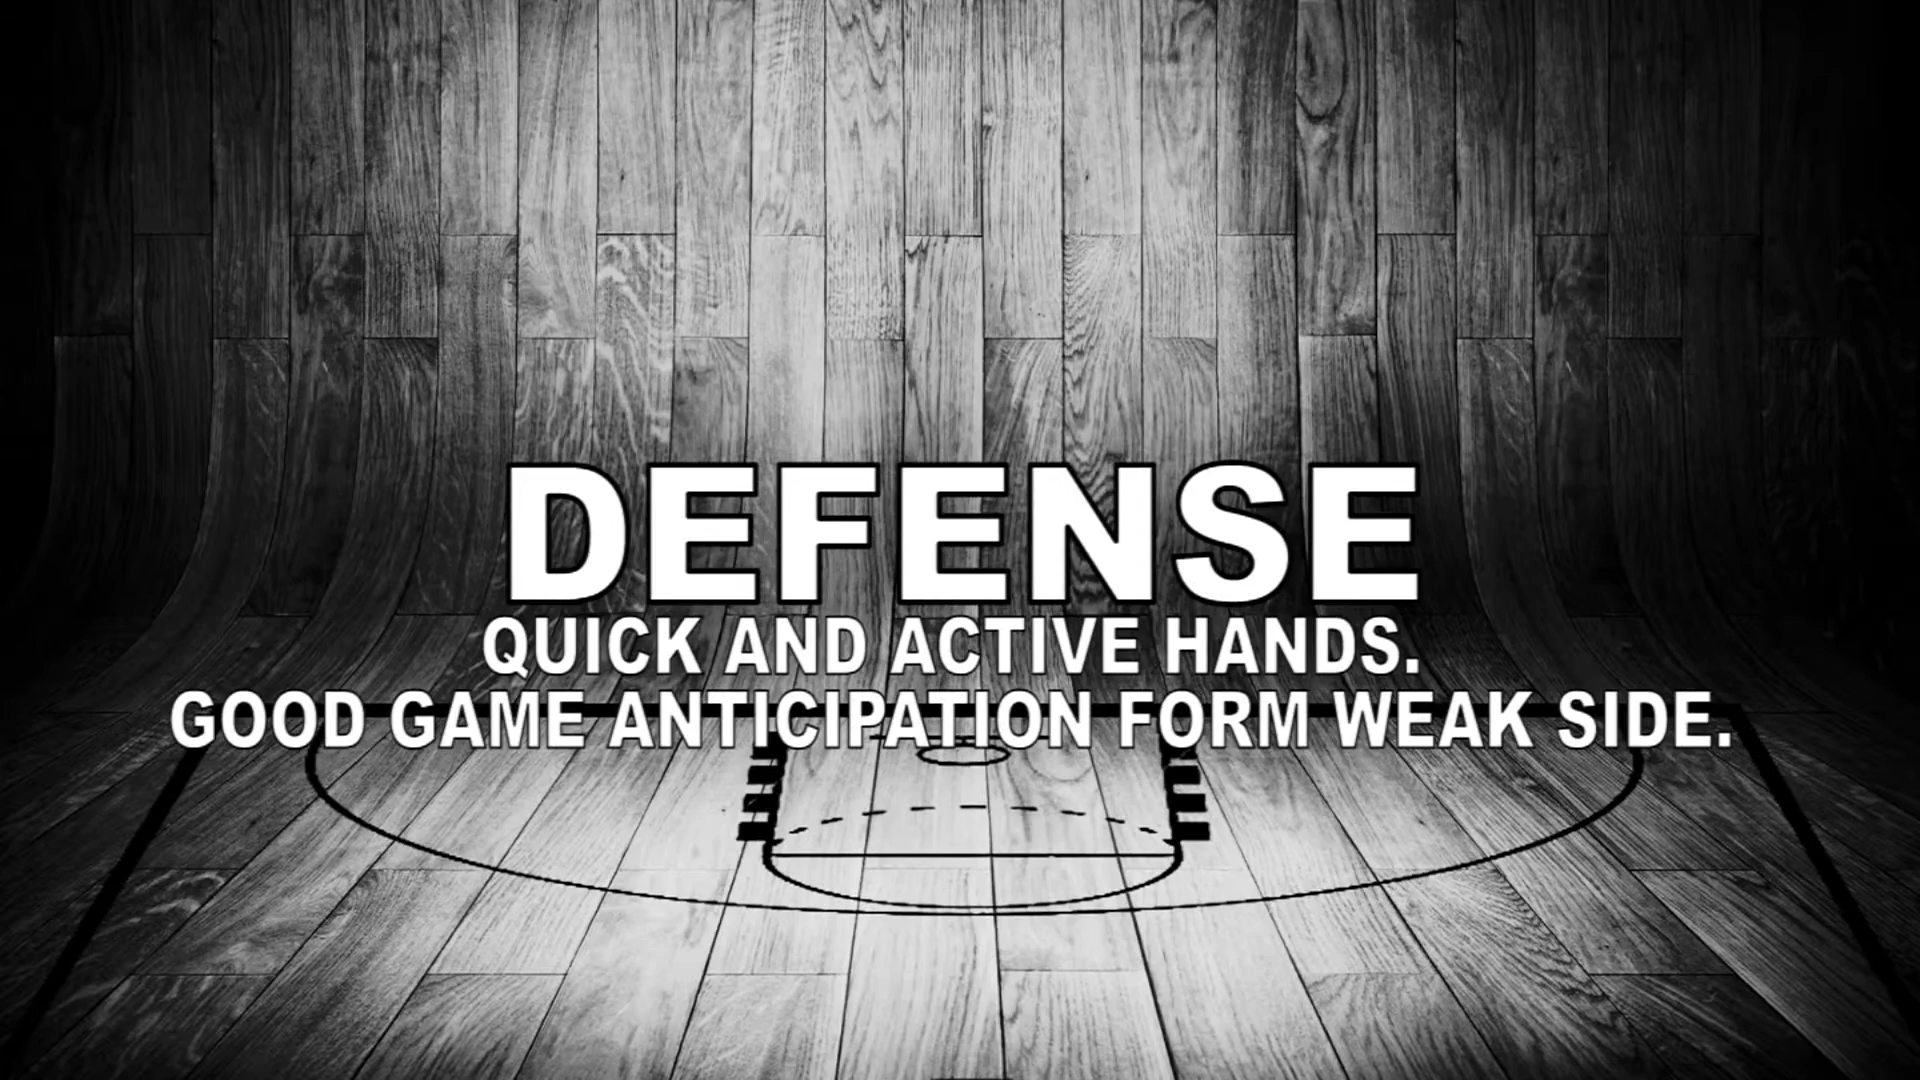 DEFENSE
QUICK AND ACTIVE HANDS.
GOOD GAME ANTICIPATION FORM WEAK SIDE.